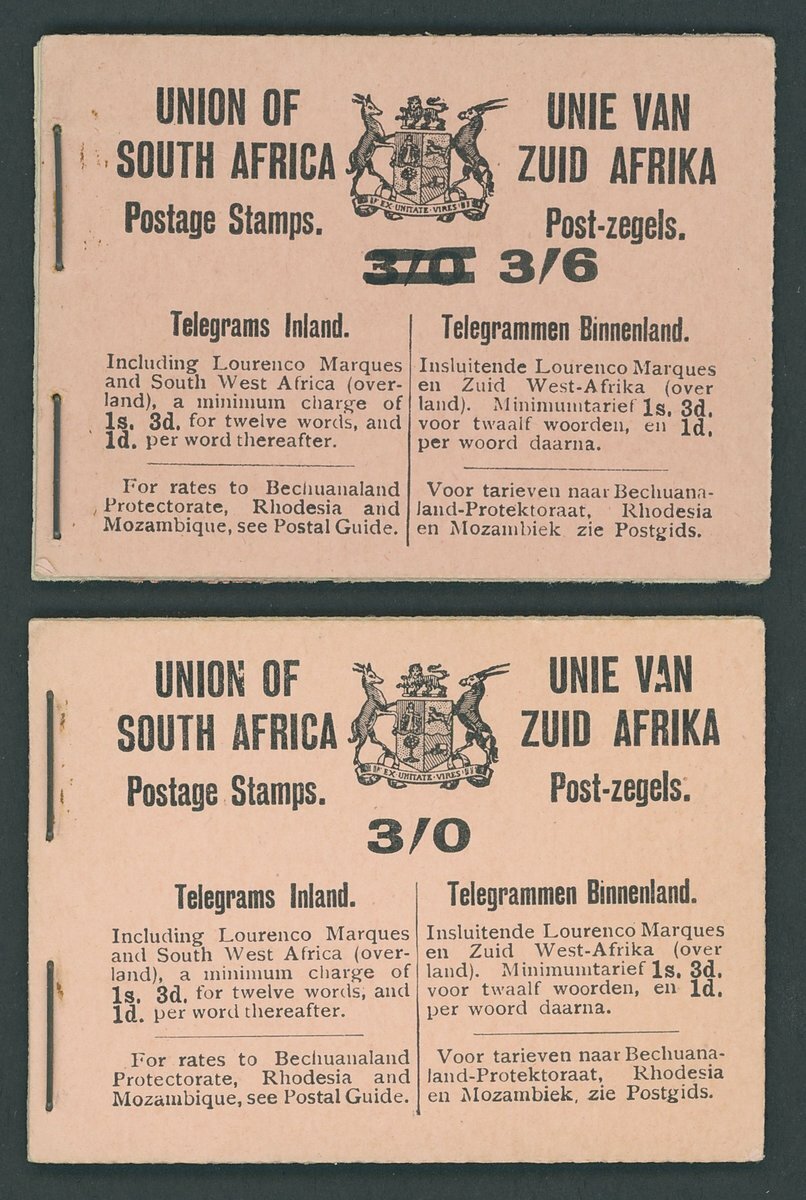 UNION OF
SOUTH AFRICA
Postage Stamps.
EX UNITATE VIRES
UNIE VAN
ZUID AFRIKA
Post-zegels.
3/0 3/6
Telegrams Inland.
Including Lourenco Marques
and South West Africa (over-
land), a minimum charge of
1s. 3d. for twelve words, and
1d. per word thereafter.
For rates to Bechuanaland
Protectorate, Rhodesia and
Mozambique, see Postal Guide.
Telegrammen Binnenland.
Insluitende Lourenco Marques
en Zuid West-Afrika (over
land). Minimumtarief 1s. 3d.
voor twaalf woorden, en 1d.
per woord daarna.
Voor tarieven naar Bechuana-
land-Protektoraat, Rhodesia
en Mozambiek zie Postgids.
UNION OF
SOUTH AFRICA
Postage Stamps.
EX UNITATE VIRES
UNIE VAN
ZUID AFRIKA
Post-zegels.
3/0
Telegrams Inland.
Including Lourenco Marques
and South West Africa (over-
land), a minimum charge of
1s. 3d. for twelve words, and
1d. per word thereafter.
For rates to Bechuanaland
Protectorate, Rhodesia and
Mozambique, see Postal Guide.
Telegrammen Binnenland.
Insluitende Lourenco Marques
en Zuid West-Afrika (over
land). Minimumtarief 1s. 3d.
voor twaalf woorden, en 1d.
per woord daarna.
Voor tarieven naar Bechuana-
land-Protektoraat, Rhodesia
en Mozambiek, zie Postgids.